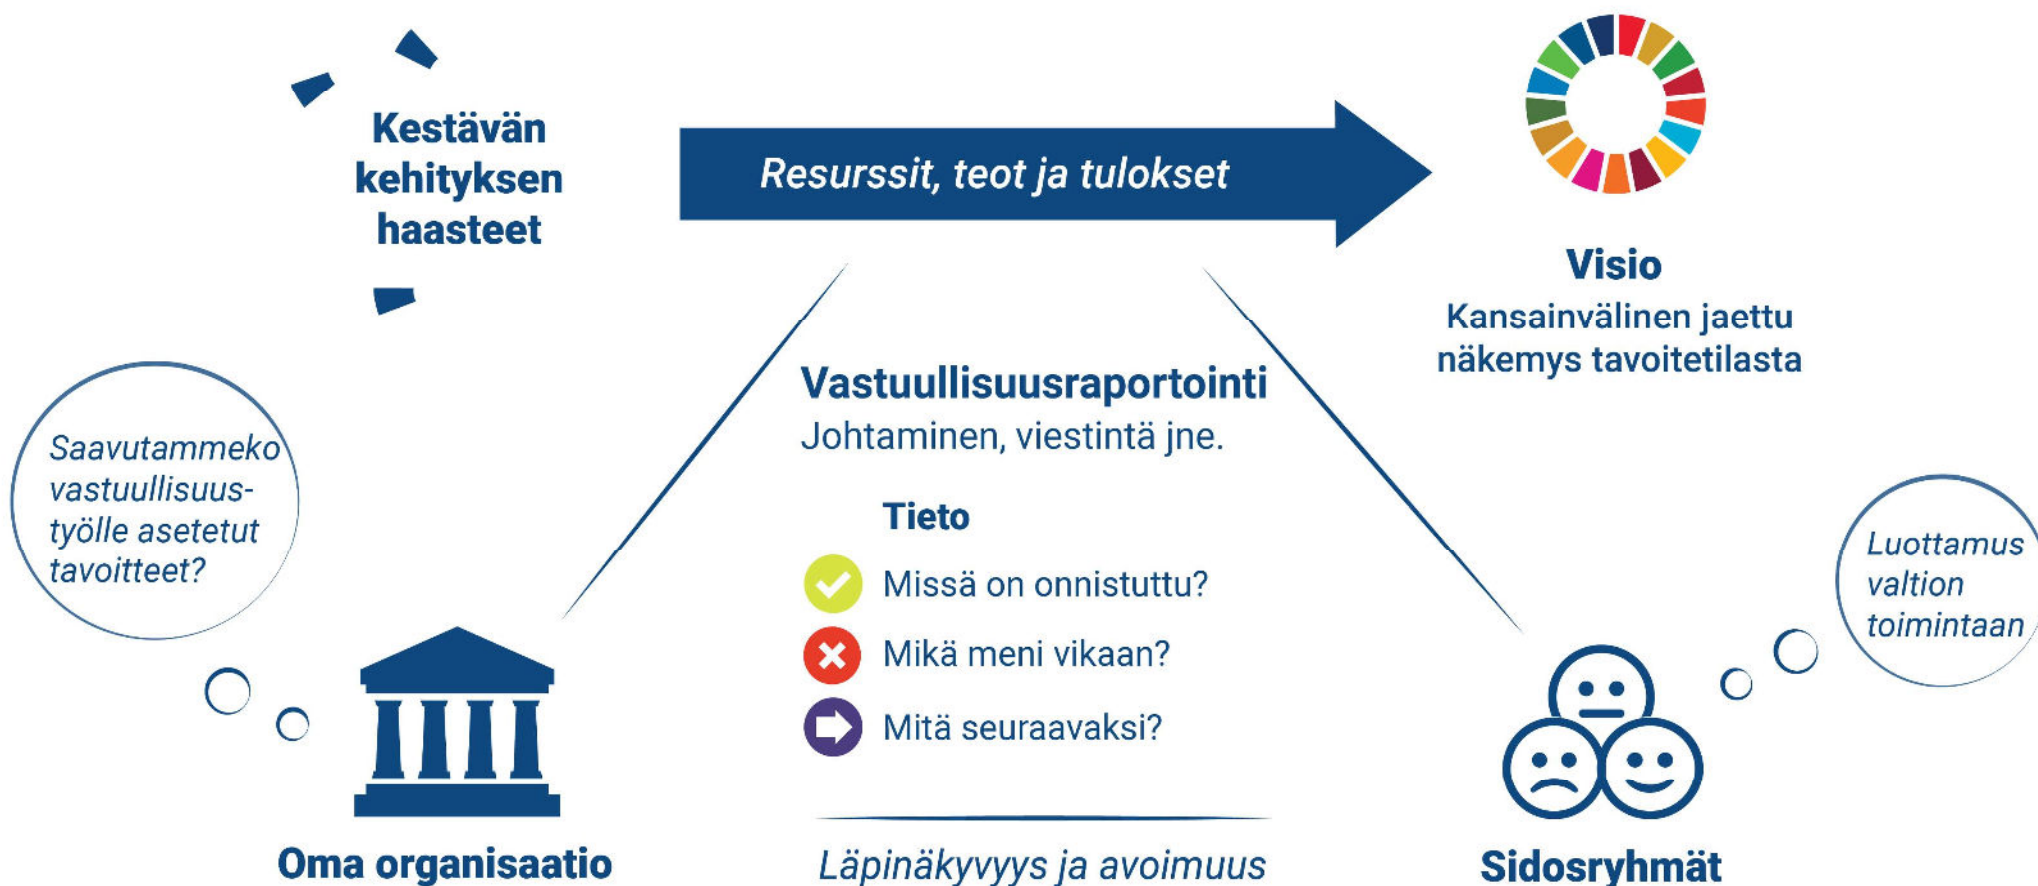 Kestävän
kehityksen
haasteet
Resurssit, teot ja tulokset
Visio
Kansainvälinen jaettu
näkemys tavoitetilasta
Vastuullisuusraportointi
Johtaminen, viestintä jne.
Saavutammeko
vastuullisuus-
työlle asetetut
tavoitteet?
Tieto
Missä on onnistuttu?
Mikä meni vikaan?
Mitä seuraavaksi?
Luottamus
valtion
toimintaan
Oma organisaatio
Läpinäkyvyys ja avoimuus
Sidosryhmät